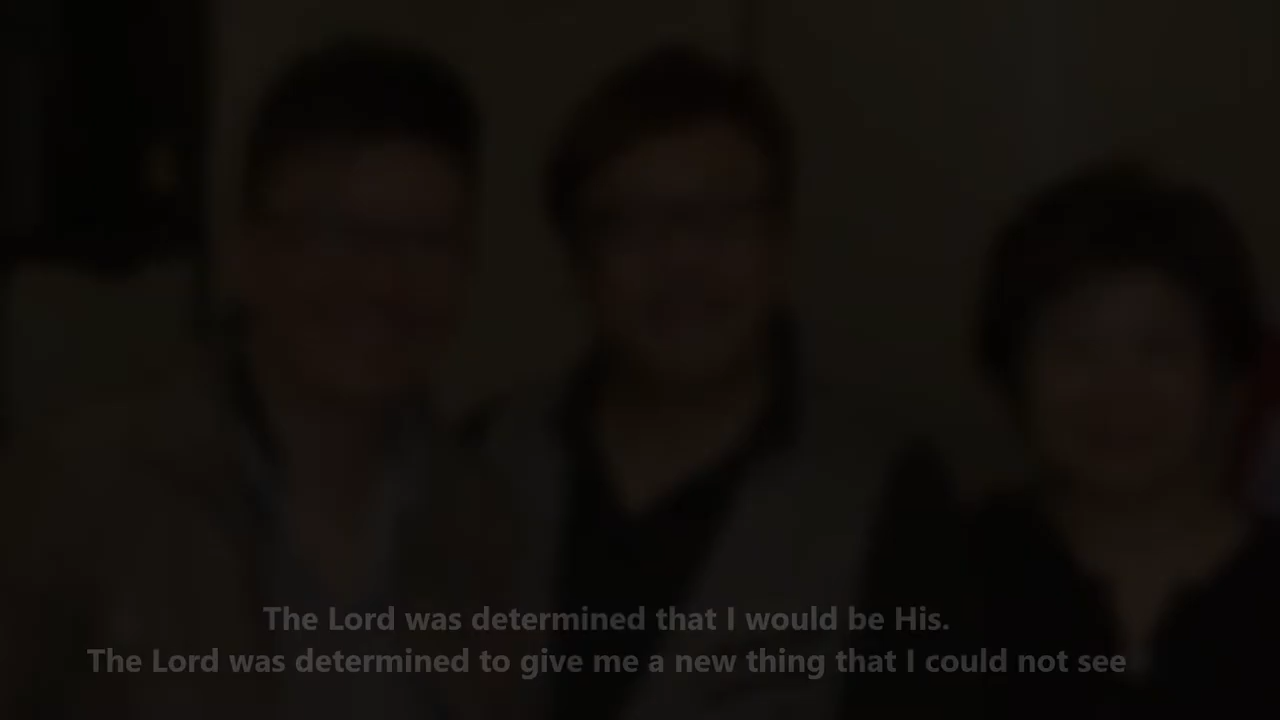 The Lord was determined that I would be His.
The Lord was determined to give me a new thing that I could not see